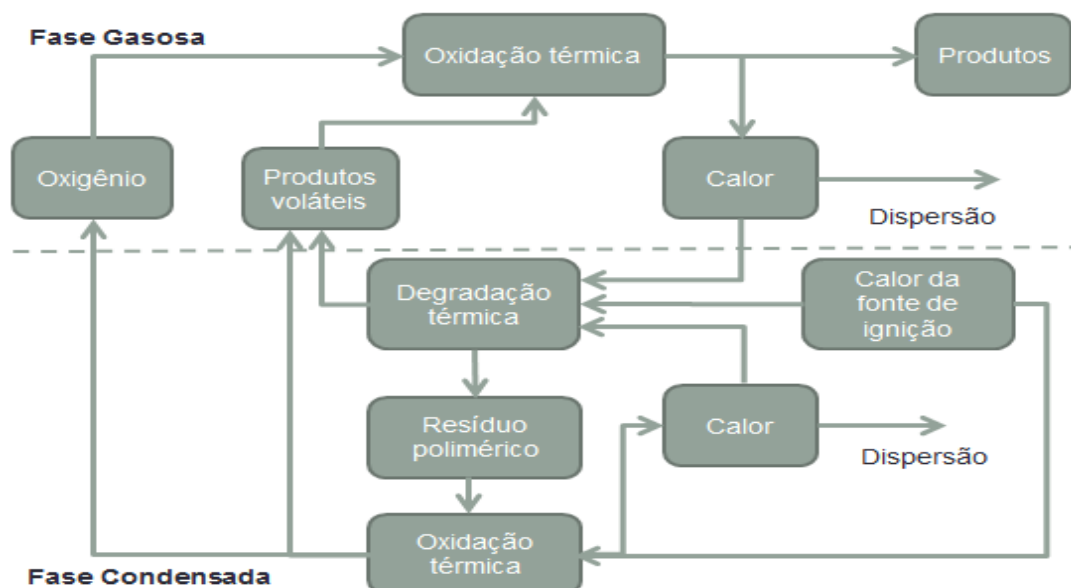 Fase Gasosa
Oxidação térmica
Produtos
Oxigênio
Produtos
voláteis
Calor
Dispersão
Degradação
térmica
Calor da
fonte de
ignição
Resíduo
polimérico
Calor
Dispersão
Oxidação
térmica
Fase Condensada